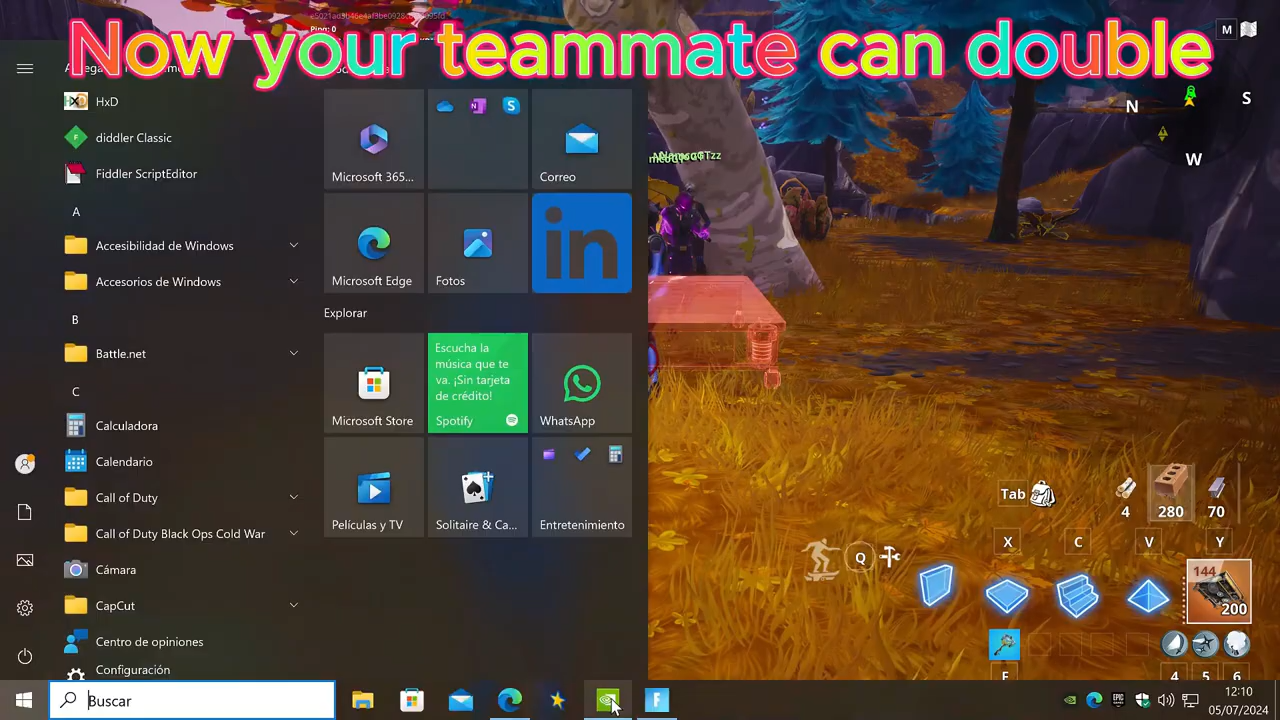 Now your teammate can double
Ping: 0
M
HxD
diddler Classic
Fiddler ScriptEditor
A
Accesibilidad de Windows
Accesorios de Windows
B
Battle.net
C
Calculadora
Calendario
Call of Duty
Call of Duty Black Ops Cold War
Cámara
CapCut
Centro de opiniones
Configuración
Buscar
Microsoft 365...
Correo
Microsoft Edge
Fotos
in
Explorar
Microsoft Store
Escucha la
música que te
va. ¡Sin tarjeta
de crédito!
Spotify
WhatsApp
Películas y TV
Solitaire & Ca...
Entretenimiento
N
S
W
Tab
4
280
70
X
C
V
Y
Q
144
200
F
4
5
6
12:10
05/07/2024